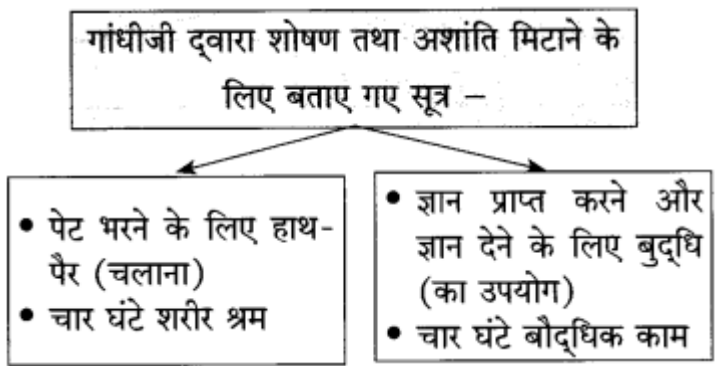 गांधीजी द्‌वारा शोषण तथा अशांति मिटाने के
लिए बताए गए सूत्र –
• पेट भरने के लिए हाथ-
पैर (चलाना)
• चार घंटे शरीर श्रम
• ज्ञान प्राप्त करने और
ज्ञान देने के लिए बुद्‌धि
(का उपयोग)
• चार घंटे बौद्‌धिक काम